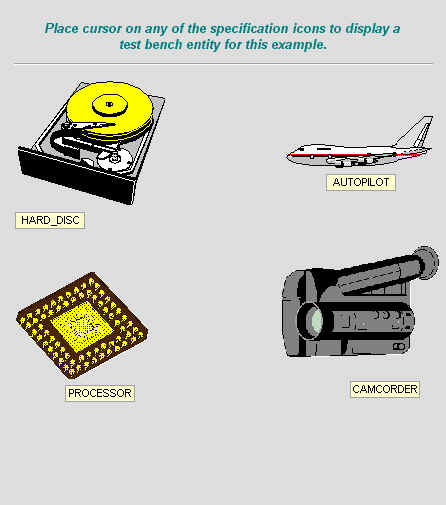 Place cursor on any of the specification icons to display a
test bench entity for this example.
AUTOPILOT
HARD_DISC
PROCESSOR
CAMCORDER